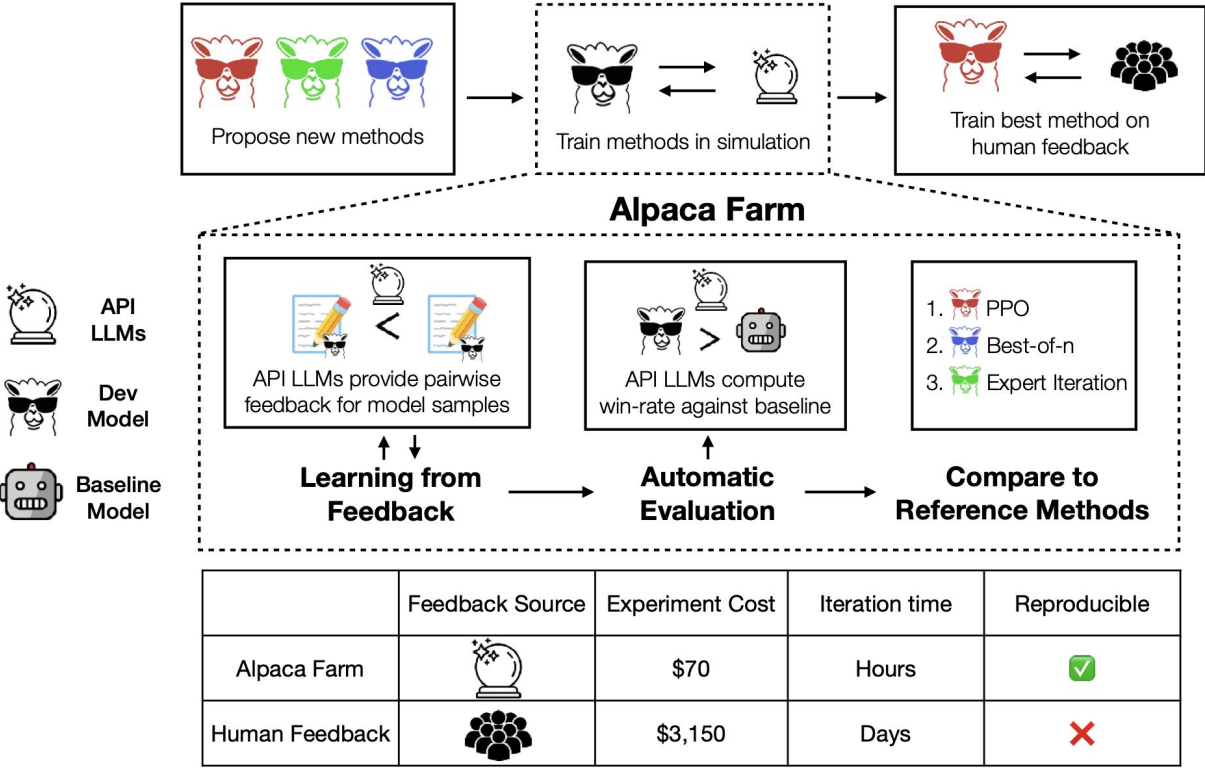 Propose new methods
Train methods in simulation
Train best method on
human feedback
Alpaca Farm
API
LLMs
Dev
Model
Baseline
Model
<
API LLMs provide pairwise
feedback for model samples
>
API LLMs compute
win-rate against baseline
1. PPO
2. Best-of-n
3. Expert Iteration
Learning from
Feedback
Automatic
Evaluation
Compare to
Reference Methods
Feedback Source Experiment Cost Iteration time Reproducible
Alpaca Farm $70 Hours
Human Feedback $3,150 Days